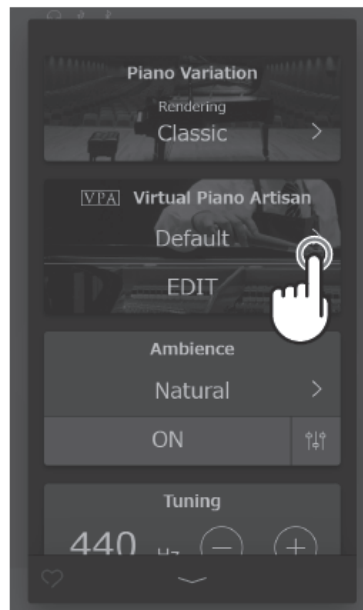 Piano Variation
Rendering
Classic
VPA Virtual Piano Artisan
Default
EDIT
Ambience
Natural
ON
Tuning
440 Hz